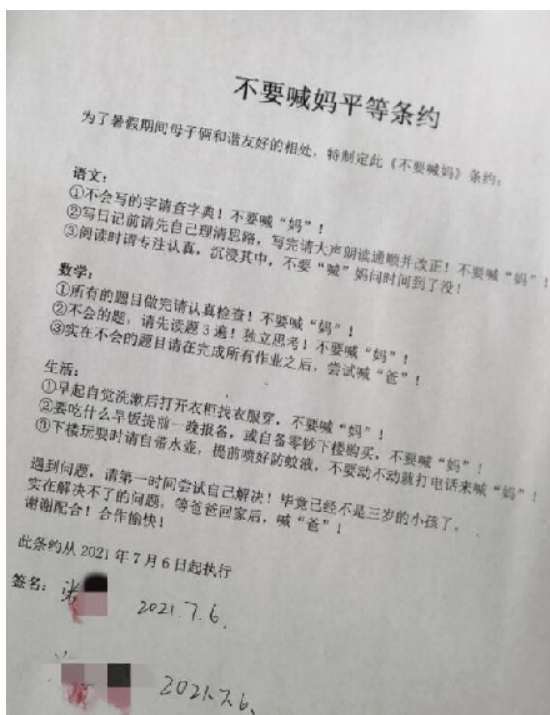 不要喊妈平等条约
为了暑假期间母子俩和谐友好的相处，特制定此《不要喊妈》条约：
语文：
①不会写的字请查字典！不要喊“妈”！
②写日记前请先自己理清思路，写完请大声朗读通顺并改正！不要喊“妈”！
③阅读时请专注认真，沉浸其中，不要“喊”妈问时间到了没！
数学：
①所有的题目做完请认真检查！不要喊“妈”！
②不会的题，请先读题3遍！独立思考！不要喊“妈”！
③实在不会的题目请在完成所有作业之后，尝试喊“爸”！
生活：
①早起自觉洗漱后打开衣柜找衣服穿，不要喊“妈”！
②要吃什么早饭提前一晚报备，或自备零钞下楼购买，不要喊“妈”！
③下楼玩耍时请自带水壶，提前喷好防蚊液，不要动不动就打电话来喊“妈”！
遇到问题，请第一时间尝试自己解决！毕竟已经不是三岁的小孩了，
实在解决不了的问题，等爸爸回家后，喊“爸”！
谢谢配合！合作愉快！
此条约从2021年7月6日起执行
签名：张 2021.7.6.
2021.7.6.